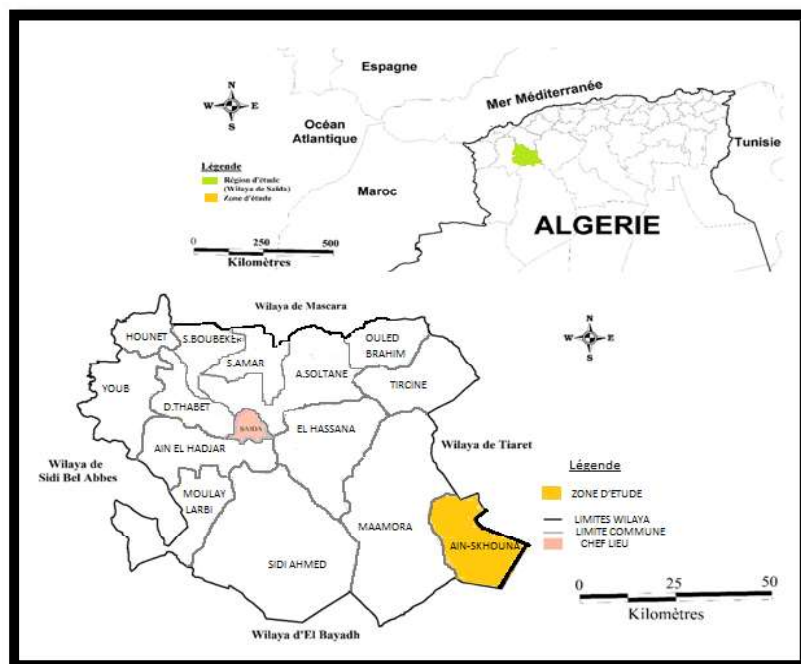 Espagne
Mer Méditerranée
N
W E
S
Océan
Atlantique
Tunisie
Légende
Région d'étude
(Wilaya de Saïda)
Zone d'étude
Maroc
ALGERIE
0 250 500
Kilomètres
Wilaya de Mascara
N
W E
S
HOUNET
S.BOUBEKER
OULED
BRAHIM
S.AMAR
A.SOLTANE
YOUB
TIRCINE
D.THABET
SAIDA
EL HASSANA
AIN EL HADJAR
Wilaya de Tiaret
Wilaya de
Sidi Bel Abbes
MOULAY
LARBI
MAAMORA
AIN-SKHOUNA
SIDI AHMED
Wilaya d'El Bayadh
Légende
ZONE D'ETUDE
LIMITES WILAYA
LIMITE COMMUNE
CHEF LIEU
0 25 50
Kilomètres